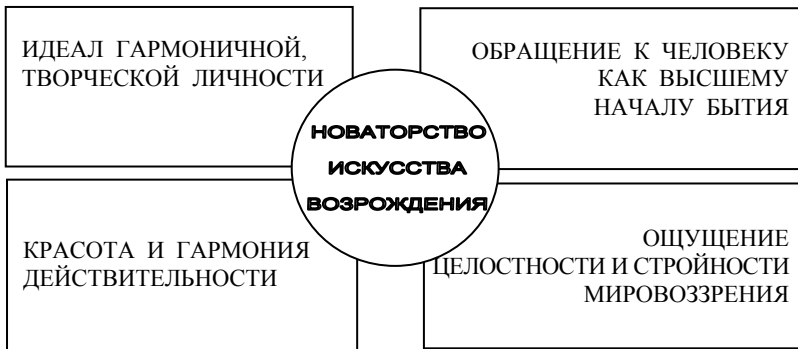 ИДЕАЛ ГАРМОНИЧНОЙ,
ТВОРЧЕСКОЙ ЛИЧНОСТИ
ОБРАЩЕНИЕ К ЧЕЛОВЕКУ
КАК ВЫСШЕМУ
НАЧАЛУ БЫТИЯ
НОВАТОРСТВО
ИСКУССТВА
ВОЗРОЖДЕНИЯ
КРАСОТА И ГАРМОНИЯ
ДЕЙСТВИТЕЛЬНОСТИ
ОЩУЩЕНИЕ
ЦЕЛОСТНОСТИ И СТРОЙНОСТИ
МИРОВОЗЗРЕНИЯ